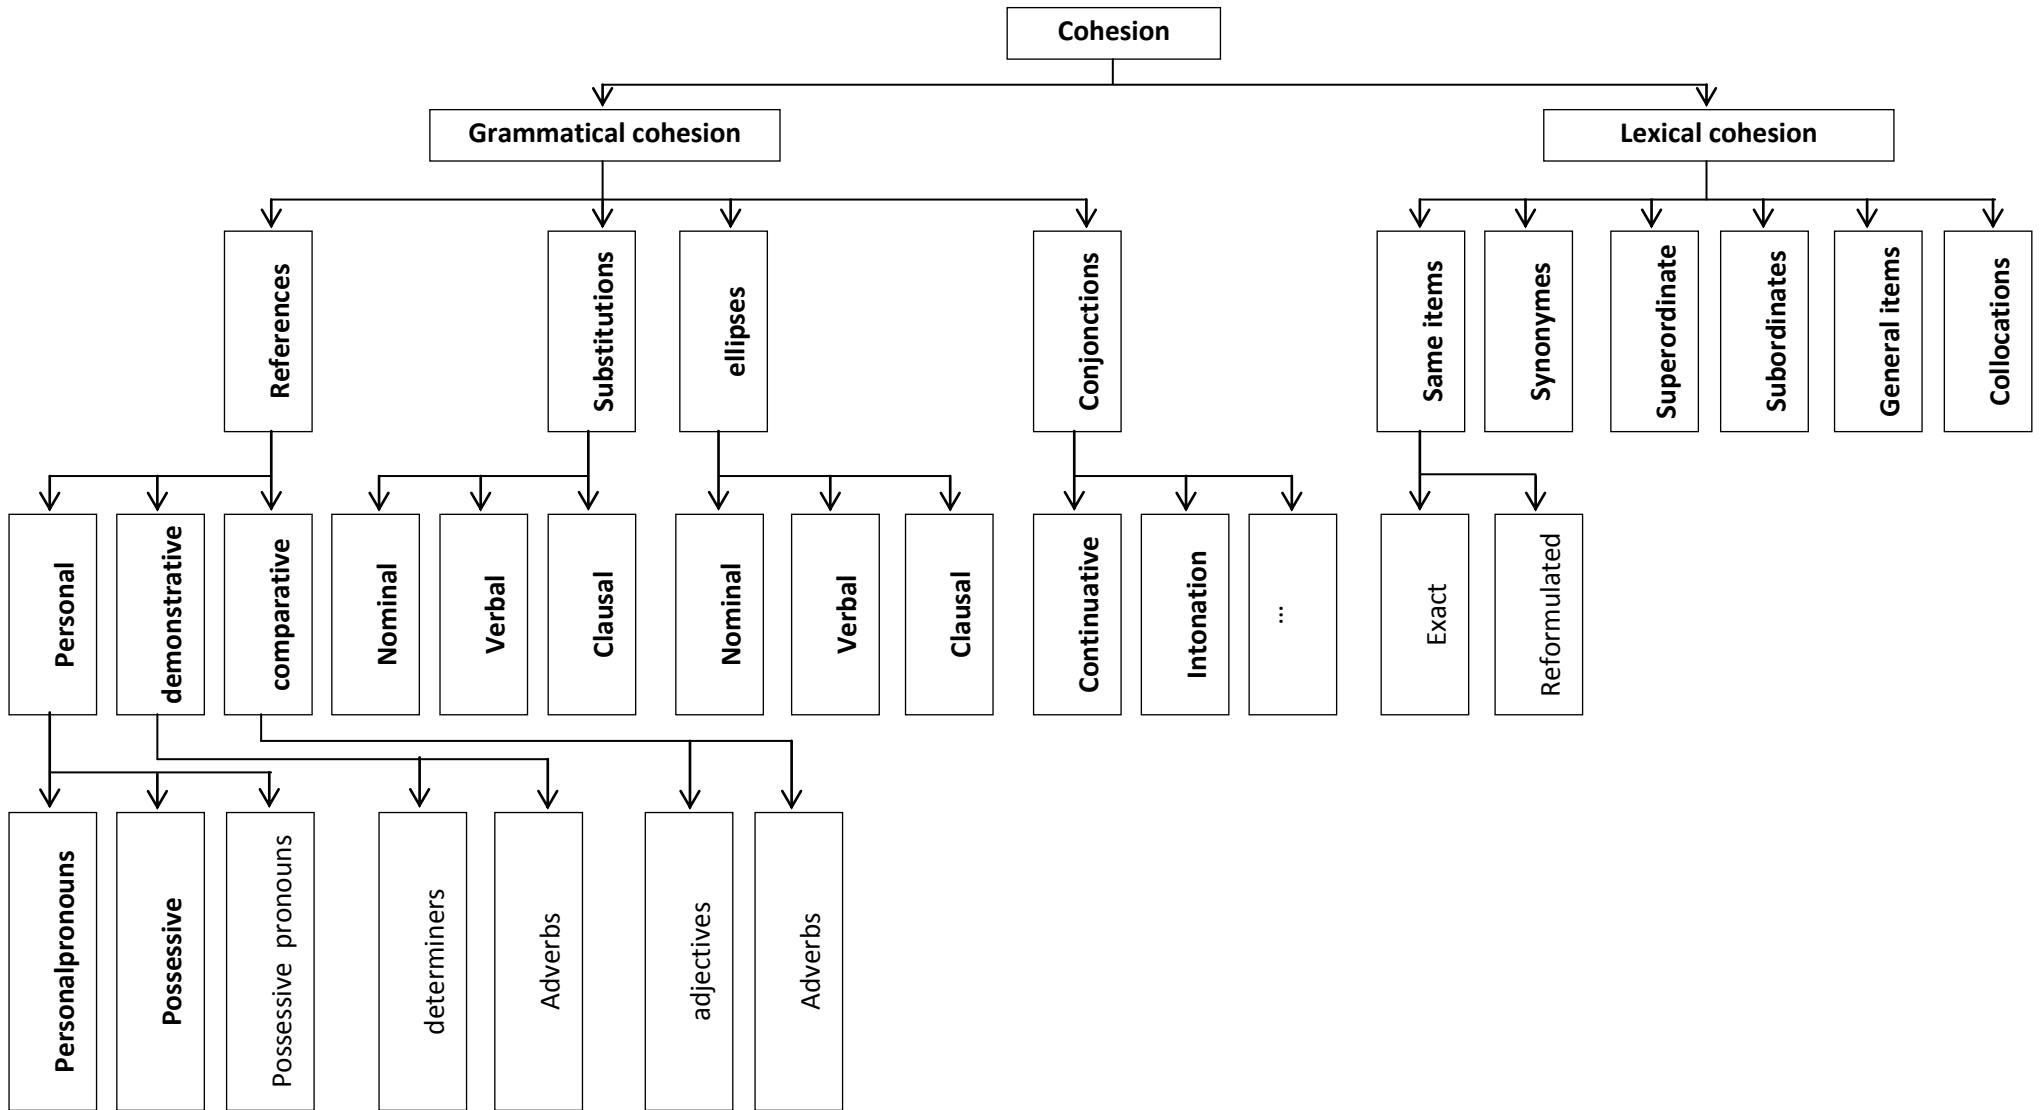 Cohesion
Grammatical cohesion
Lexical cohesion
References
Substitutions
ellipses
Conjonctions
Same items
Synonymes
Superordinate
Subordinates
General items
Collocations
Personal
demonstrative
comparative
Nominal
Verbal
Clausal
Nominal
Verbal
Clausal
Continuative
Intonation
...
Exact
Reformulated
Personalpronouns
Possessive
Possessive pronouns
determiners
Adverbs
adjectives
Adverbs